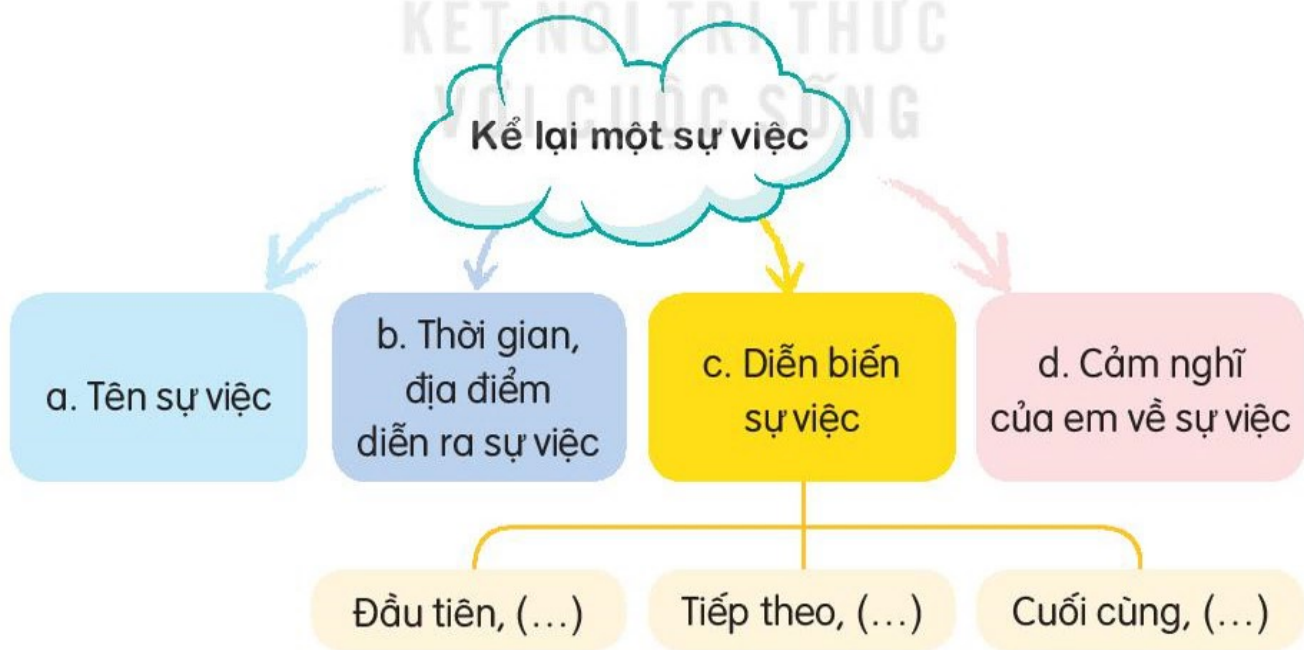 KẾT NỐI TRI THỨC
VỚI CUỘC SỐNG
Kể lại một sự việc
a. Tên sự việc
b. Thời gian,
địa điểm
diễn ra sự việc
c. Diễn biến
sự việc
d. Cảm nghĩ
của em về sự việc
Đầu tiên, (...)
Tiếp theo, (...)
Cuối cùng, (...)